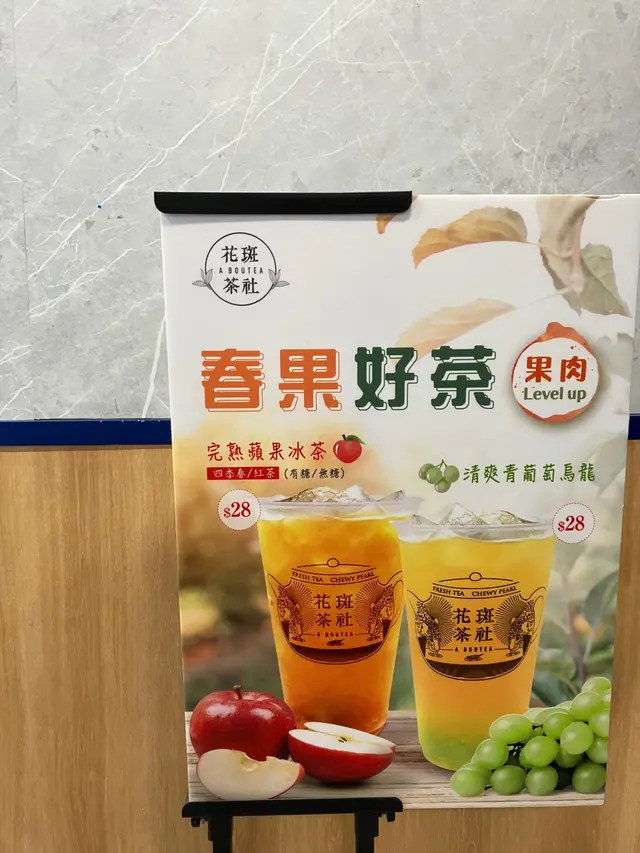 花斑
A BOUTEA
茶社
春果好茶
果肉
Level up
完熟蘋果冰茶
四季春/紅茶 (有糖/無糖)
清爽青葡萄烏龍
$28
$28
FRESH TEA CHEWY PEARL
花斑
茶社
A BOUTEA
FRESH TEA CHEWY PEARL
花斑
茶社
A BOUTEA